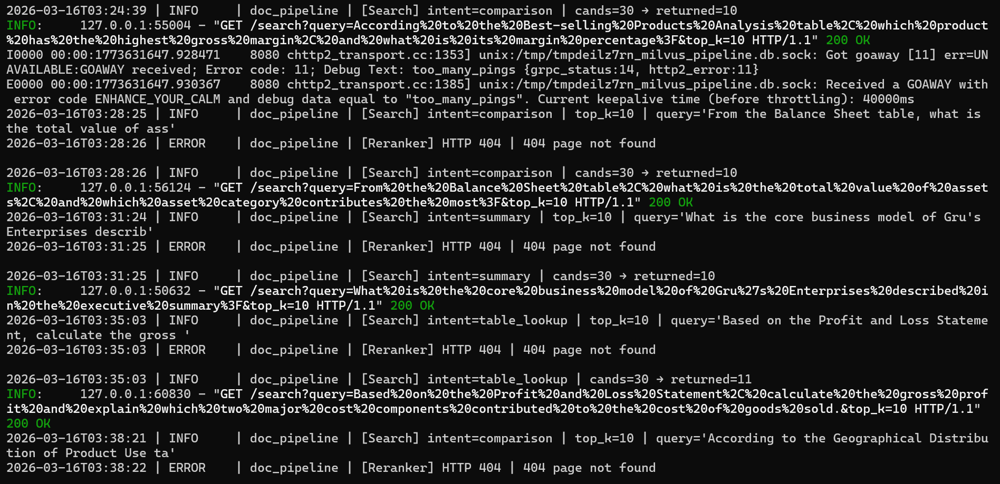 2026-03-16T03:24:39 | INFO     | doc_pipeline | [Search] intent=comparison | cands=30 → returned=10
INFO:     127.0.0.1:55004 - "GET /search?query=According%20to%20the%20Best-selling%20Products%20Analysis%20table%2C%20which%20product
%20has%20the%20highest%20gross%20margin%2C%20and%20what%20is%20its%20margin%20percentage%3F&top_k=10 HTTP/1.1" 200 OK
I0000 00:00:1773631647.928471    8080 chttp2_transport.cc:1353] unix:/tmp/tmpdeilz7rn_milvus_pipeline.db.sock: Got goaway [11] err=UN
AVAILABLE:GOAWAY received; Error code: 11; Debug Text: too_many_pings {grpc_status:14, http2_error:11}
E0000 00:00:1773631647.930367    8080 chttp2_transport.cc:1385] unix:/tmp/tmpdeilz7rn_milvus_pipeline.db.sock: Received a GOAWAY with
 error code ENHANCE_YOUR_CALM and debug data equal to "too_many_pings". Current keepalive time (before throttling): 40000ms
2026-03-16T03:28:25 | INFO     | doc_pipeline | [Search] intent=comparison | top_k=10 | query='From the Balance Sheet table, what is
the total value of ass'
2026-03-16T03:28:26 | ERROR    | doc_pipeline | [Reranker] HTTP 404 | 404 page not found
2026-03-16T03:28:26 | INFO     | doc_pipeline | [Search] intent=comparison | cands=30 → returned=10
INFO:     127.0.0.1:56124 - "GET /search?query=From%20the%20Balance%20Sheet%20table%2C%20what%20is%20the%20total%20value%20of%20asset
s%2C%20and%20which%20asset%20category%20contributes%20the%20most%3F&top_k=10 HTTP/1.1" 200 OK
2026-03-16T03:31:24 | INFO     | doc_pipeline | [Search] intent=summary | top_k=10 | query='What is the core business model of Gru's
Enterprises describ'
2026-03-16T03:31:25 | ERROR    | doc_pipeline | [Reranker] HTTP 404 | 404 page not found
2026-03-16T03:31:25 | INFO     | doc_pipeline | [Search] intent=summary | cands=30 → returned=10
INFO:     127.0.0.1:50632 - "GET /search?query=What%20is%20the%20core%20business%20model%20of%20Gru%27s%20Enterprises%20described%20i
n%20the%20executive%20summary%3F&top_k=10 HTTP/1.1" 200 OK
2026-03-16T03:35:03 | INFO     | doc_pipeline | [Search] intent=table_lookup | top_k=10 | query='Based on the Profit and Loss Stateme
nt, calculate the gross '
2026-03-16T03:35:03 | ERROR    | doc_pipeline | [Reranker] HTTP 404 | 404 page not found
2026-03-16T03:35:03 | INFO     | doc_pipeline | [Search] intent=table_lookup | cands=30 → returned=11
INFO:     127.0.0.1:60830 - "GET /search?query=Based%20on%20the%20Profit%20and%20Loss%20Statement%2C%20calculate%20the%20gross%20prof
it%20and%20explain%20which%20two%20major%20cost%20components%20contributed%20to%20the%20cost%20of%20goods%20sold.&top_k=10 HTTP/1.1"
200 OK
2026-03-16T03:38:21 | INFO     | doc_pipeline | [Search] intent=comparison | top_k=10 | query='According to the Geographical Distribu
tion of Product Use ta'
2026-03-16T03:38:22 | ERROR    | doc_pipeline | [Reranker] HTTP 404 | 404 page not found